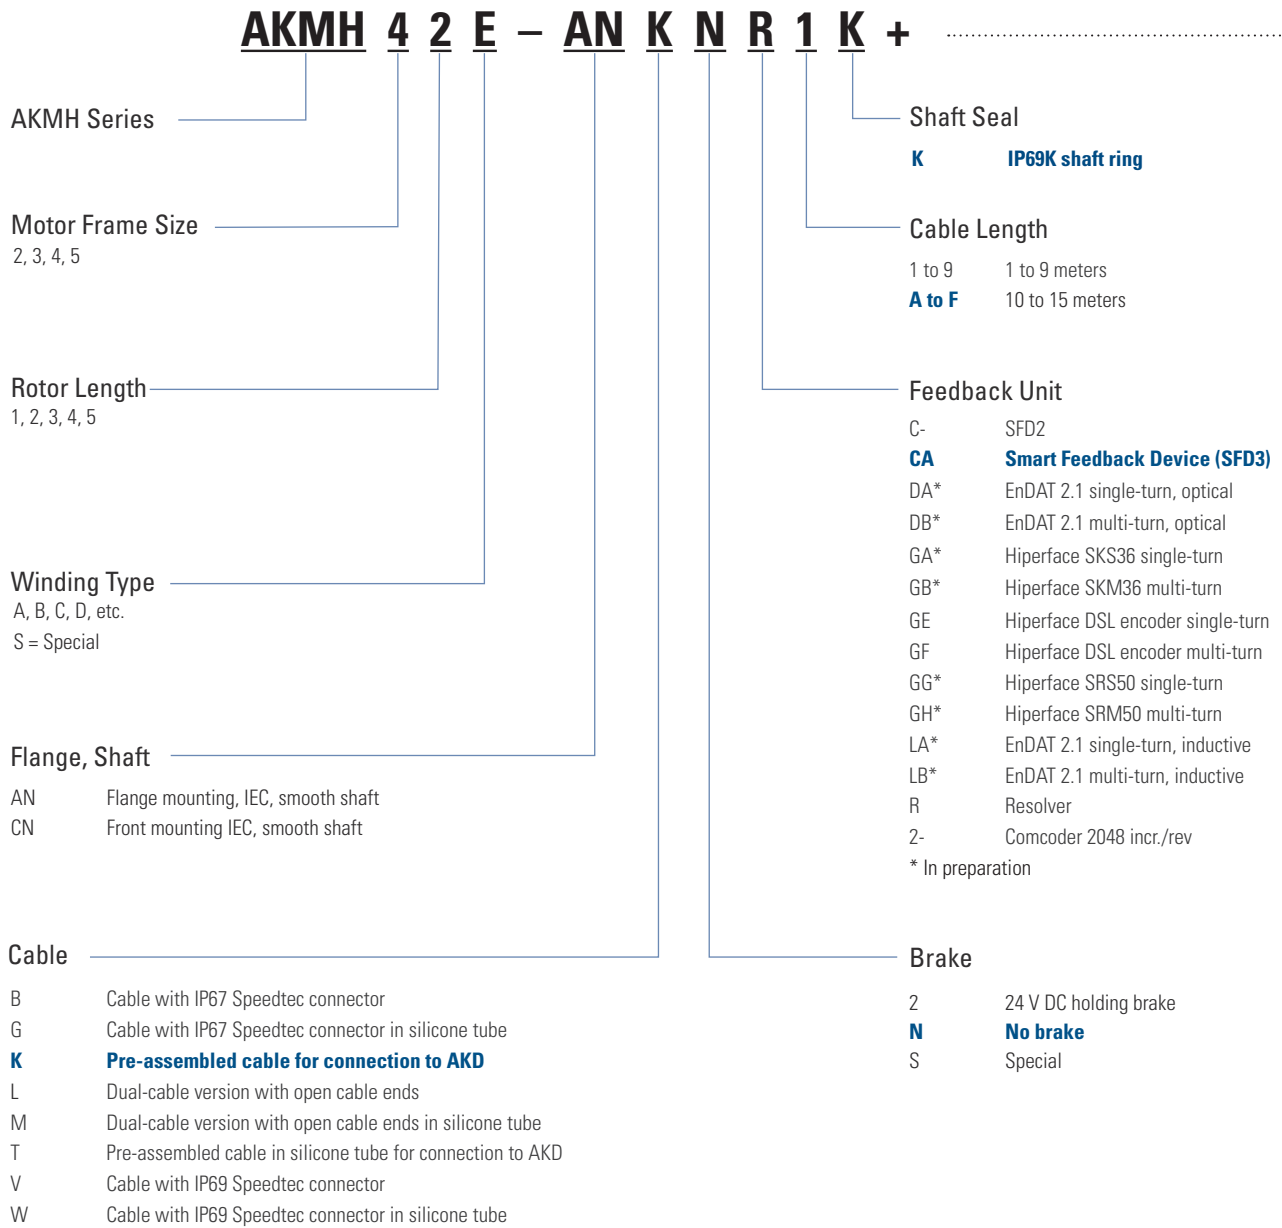 AKMH 4 2 E – AN K N R 1 K +
AKMH Series
Motor Frame Size
2, 3, 4, 5
Rotor Length
1, 2, 3, 4, 5
Winding Type
A, B, C, D, etc.
S = Special
Flange, Shaft
AN Flange mounting, IEC, smooth shaft
CN Front mounting IEC, smooth shaft
Cable
B Cable with IP67 Speedtec connector
G Cable with IP67 Speedtec connector in silicone tube
K Pre-assembled cable for connection to AKD
L Dual-cable version with open cable ends
M Dual-cable version with open cable ends in silicone tube
T Pre-assembled cable in silicone tube for connection to AKD
V Cable with IP69 Speedtec connector
W Cable with IP69 Speedtec connector in silicone tube
Shaft Seal
K IP69K shaft ring
Cable Length
1 to 9 1 to 9 meters
A to F 10 to 15 meters
Feedback Unit
C- SFD2
CA Smart Feedback Device (SFD3)
DA* EnDAT 2.1 single-turn, optical
DB* EnDAT 2.1 multi-turn, optical
GA* Hiperface SKS36 single-turn
GB* Hiperface SKM36 multi-turn
GE Hiperface DSL encoder single-turn
GF Hiperface DSL encoder multi-turn
GG* Hiperface SRS50 single-turn
GH* Hiperface SRM50 multi-turn
LA* EnDAT 2.1 single-turn, inductive
LB* EnDAT 2.1 multi-turn, inductive
R Resolver
2- Comcoder 2048 incr./rev
* In preparation
Brake
2 24 V DC holding brake
N No brake
S Special